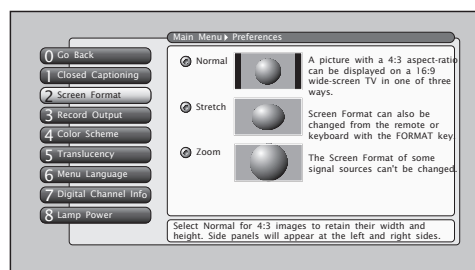 Main Menu Preferences
0 Go Back
1 Closed Captioning
2 Screen Format
3 Record Output
4 Color Scheme
5 Translucency
6 Menu Language
7 Digital Channel Info
8 Lamp Power
Normal
Stretch
Zoom
A picture with a 4:3 aspect-ratio
can be displayed on a 16:9
wide-screen TV in one of three
ways.
Screen Format can also be
changed from the remote or
keyboard with the FORMAT key.
The Screen Format of some
signal sources can't be changed.
Select Normal for 4:3 images to retain their width and
height. Side panels will appear at the left and right sides.